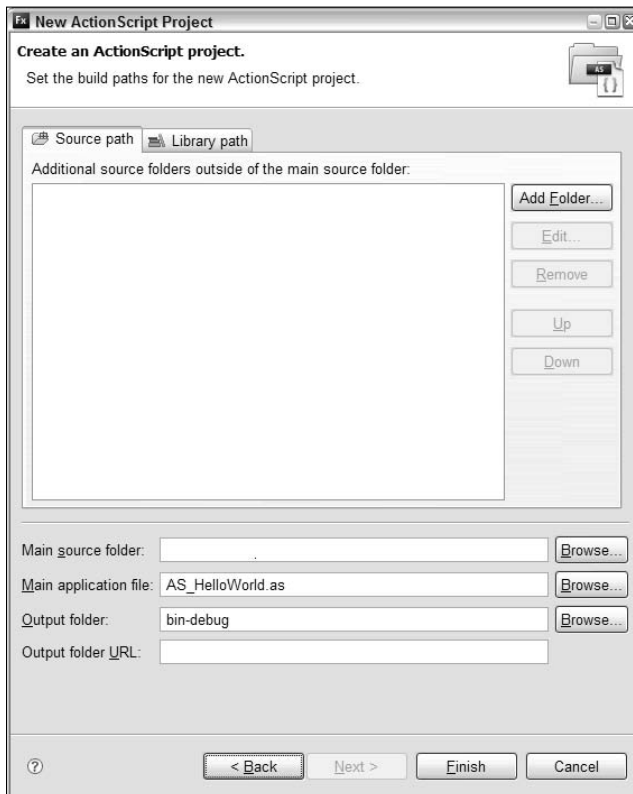 Fx New ActionScript Project
Create an ActionScript project.
Set the build paths for the new ActionScript project.
AS
{ }
Source path
Library path
Additional source folders outside of the main source folder:
Add Folder...
Edit...
Remove
Up
Down
Main source folder:
Browse...
Main application file: AS_HelloWorld.as
Browse...
Output folder: bin-debug
Browse...
Output folder URL:
?
< Back
Next >
Finish
Cancel